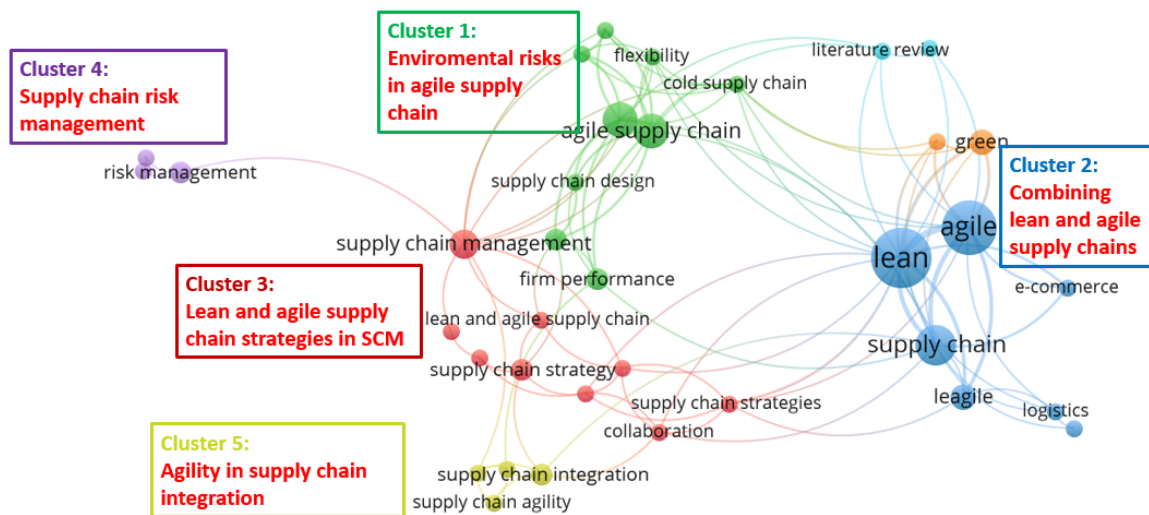 Cluster 1:
Enviromental risks
in agile supply
chain
Cluster 4:
Supply chain risk
management
flexibility
literature review
cold supply chain
agile supply chain
green
risk management
supply chain design
Cluster 2:
Combining
lean and agile
supply chains
agile
supply chain management
lean
firm performance
e-commerce
Cluster 3:
Lean and agile supply
chain strategies in SCM
lean and agile supply chain
supply chain
supply chain strategy
leagile
supply chain strategies
logistics
collaboration
Cluster 5:
Agility in supply chain
integration
supply chain integration
supply chain agility